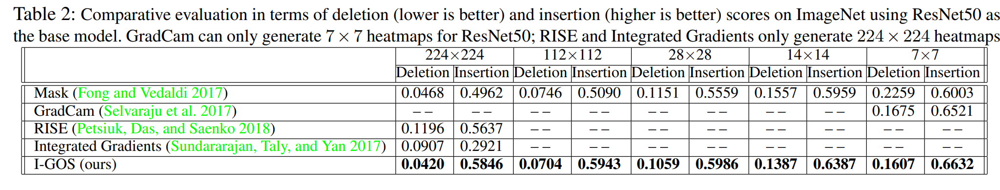 Table 2: Comparative evaluation in terms of deletion (lower is better) and insertion (higher is better) scores on ImageNet using ResNet50 as
the base model. GradCam can only generate 7 × 7 heatmaps for ResNet50; RISE and Integrated Gradients only generate 224 × 224 heatmaps
224×224 112×112 28×28 14×14 7×7
Deletion Insertion Deletion Insertion Deletion Insertion Deletion Insertion Deletion Insertion
Mask (Fong and Vedaldi 2017) 0.0468 0.4962 0.0746 0.5090 0.1151 0.5559 0.1557 0.5959 0.2259 0.6003
GradCam (Selvaraju et al. 2017) −− −− −− −− −− −− −− −− 0.1675 0.6521
RISE (Petsiuk, Das, and Saenko 2018) 0.1196 0.5637 −− −− −− −− −− −− −− −−
Integrated Gradients (Sundararajan, Taly, and Yan 2017) 0.0907 0.2921 −− −− −− −− −− −− −− −−
I-GOS (ours) 0.0420 0.5846 0.0704 0.5943 0.1059 0.5986 0.1387 0.6387 0.1607 0.6632